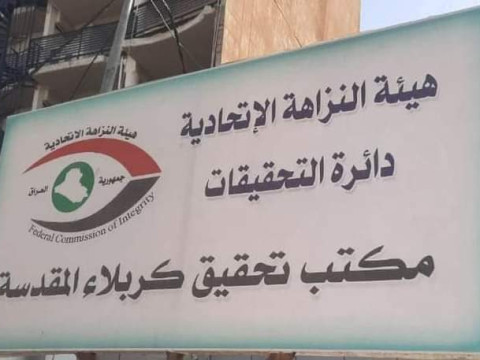 هيئة النزاهة الإتحادية
دائرة التحقيقات
مكتب تحقيق كربلاء المقدسة
هيئة النزاهة الاتحادية
جمهورية العراق
Federal Commission of Integrity